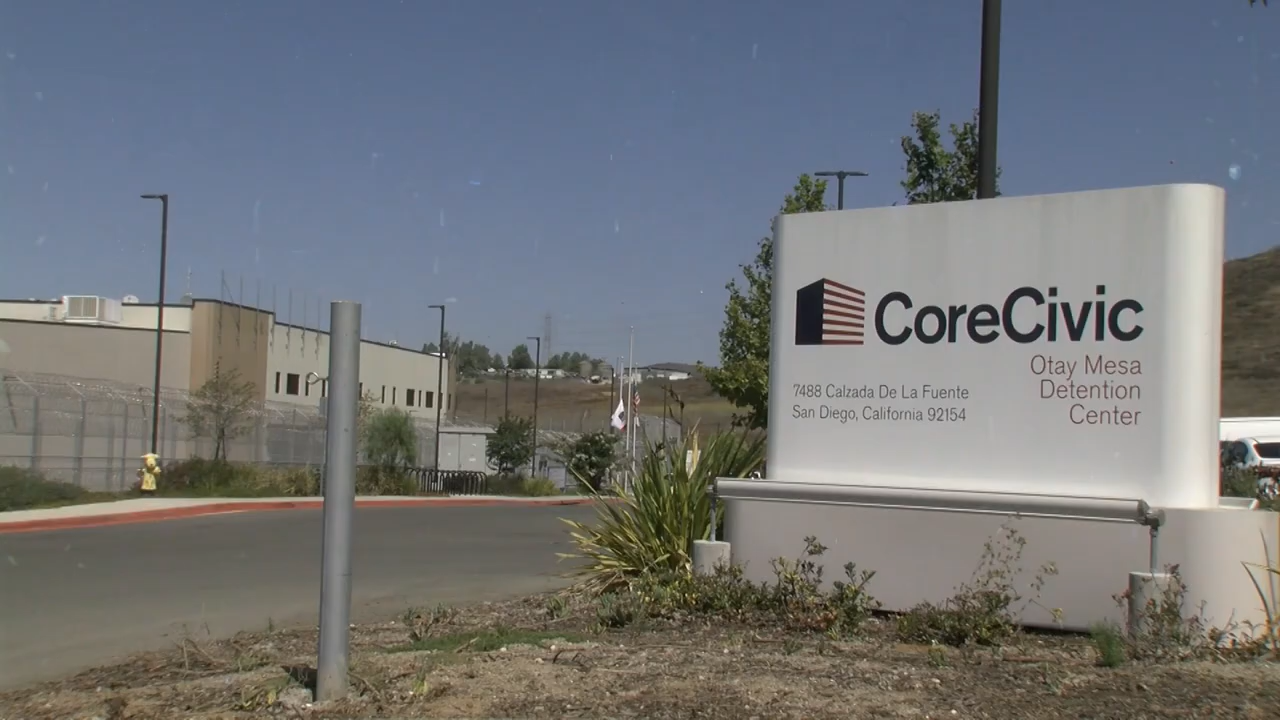 CoreCivic
Otay Mesa
Detention
Center
7488 Calzada De La Fuente
San Diego, California 92154